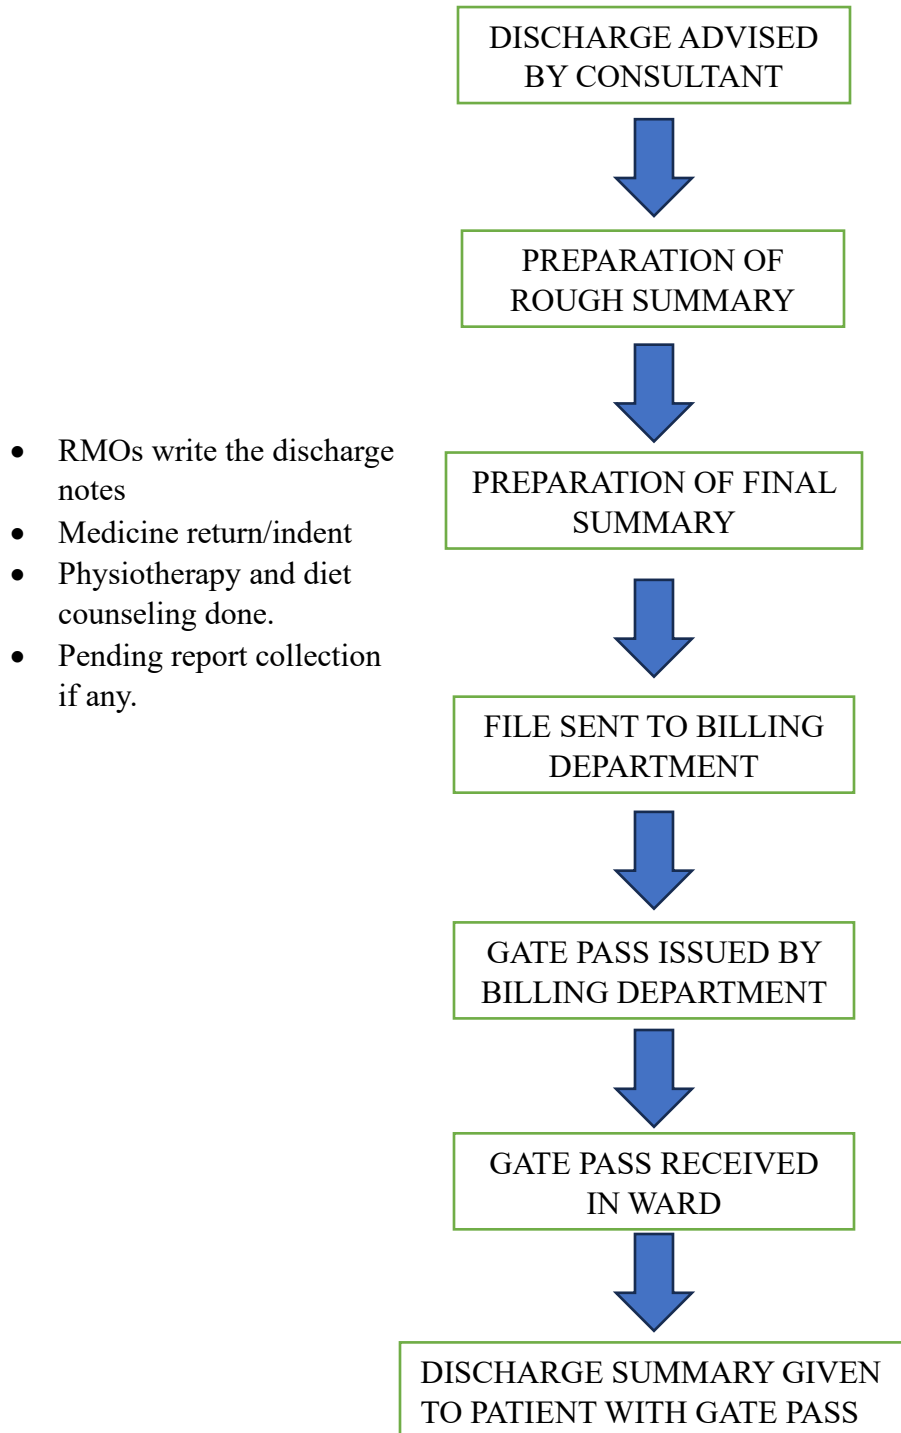 DISCHARGE ADVISED
BY CONSULTANT
PREPARATION OF
ROUGH SUMMARY
• RMOs write the discharge
notes
• Medicine return/indent
• Physiotherapy and diet
counseling done.
• Pending report collection
if any.
PREPARATION OF FINAL
SUMMARY
FILE SENT TO BILLING
DEPARTMENT
GATE PASS ISSUED BY
BILLING DEPARTMENT
GATE PASS RECEIVED
IN WARD
DISCHARGE SUMMARY GIVEN
TO PATIENT WITH GATE PASS